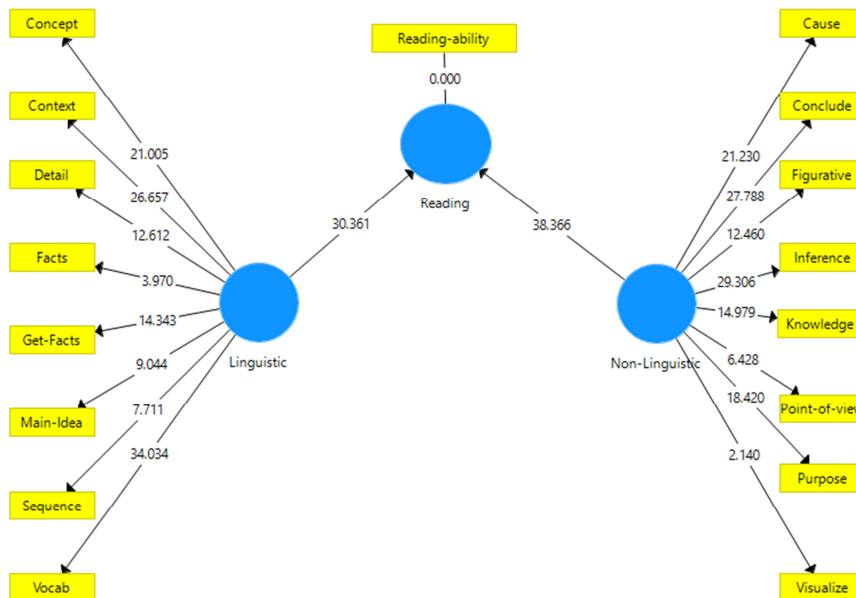 Concept
Context
Detail
Facts
Get-Facts
Main-Idea
Sequence
Vocab
21.005
26.657
12.612
3.970
14.343
9.044
7.711
34.034
Linguistic
30.361
Reading-ability
0.000
Reading
38.366
Non-Linguistic
21.230
27.788
12.460
29.306
14.979
6.428
18.420
2.140
Cause
Conclude
Figurative
Inference
Knowledge
Point-of-view
Purpose
Visualize